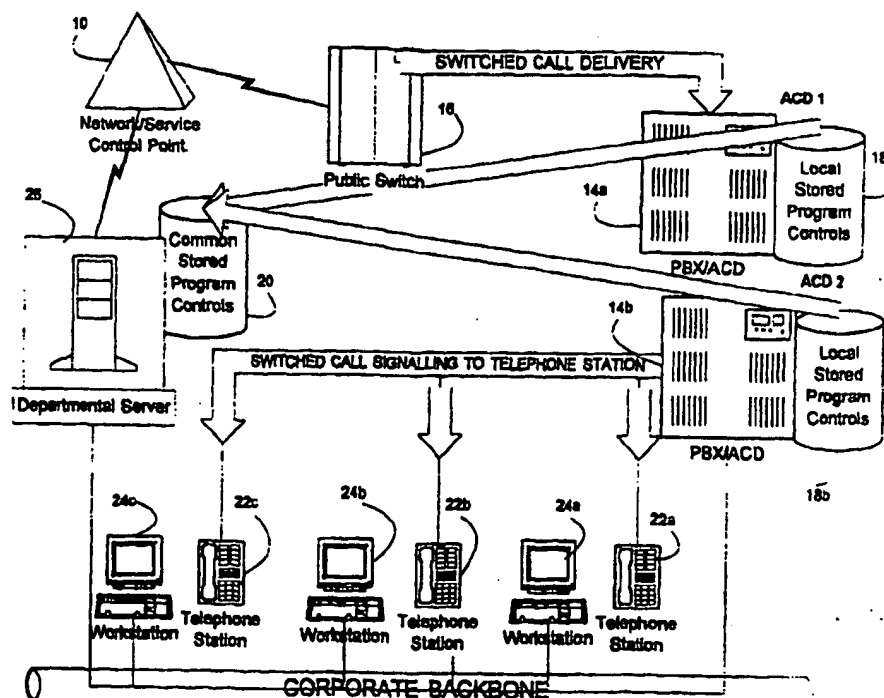 10
SWITCHED CALL DELIVERY
ACD 1
Network/Service
Control Point
16
Public Switch
14a
Local
Stored
Program
Controls
18
PBX/ACD
26
Common
Stored
Program
Controls
20
ACD 2
14b
SWITCHED CALL SIGNALLING TO TELEPHONE STATION
Local
Stored
Program
Controls
Departmental Server
PBX/ACD
18b
24c
22c
24b
22b
24a
22a
Workstation
Telephone
Station
Workstation
Telephone
Station
Workstation
Telephone
Station
CORPORATE BACKBONE